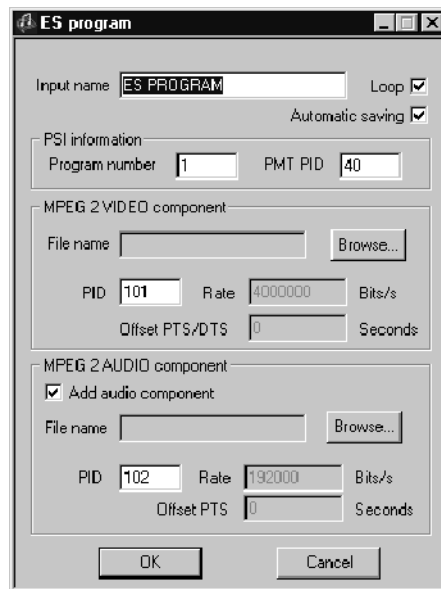 ES program
Input name ES PROGRAM Loop
Automatic saving
PSI information
Program number 1 PMT PID 40
MPEG 2 VIDEO component
File name Browse...
PID 101 Rate 4000000 Bits/s
Offset PTS/DTS 0 Seconds
MPEG 2 AUDIO component
Add audio component
File name Browse...
PID 102 Rate 192000 Bits/s
Offset PTS 0 Seconds
OK Cancel